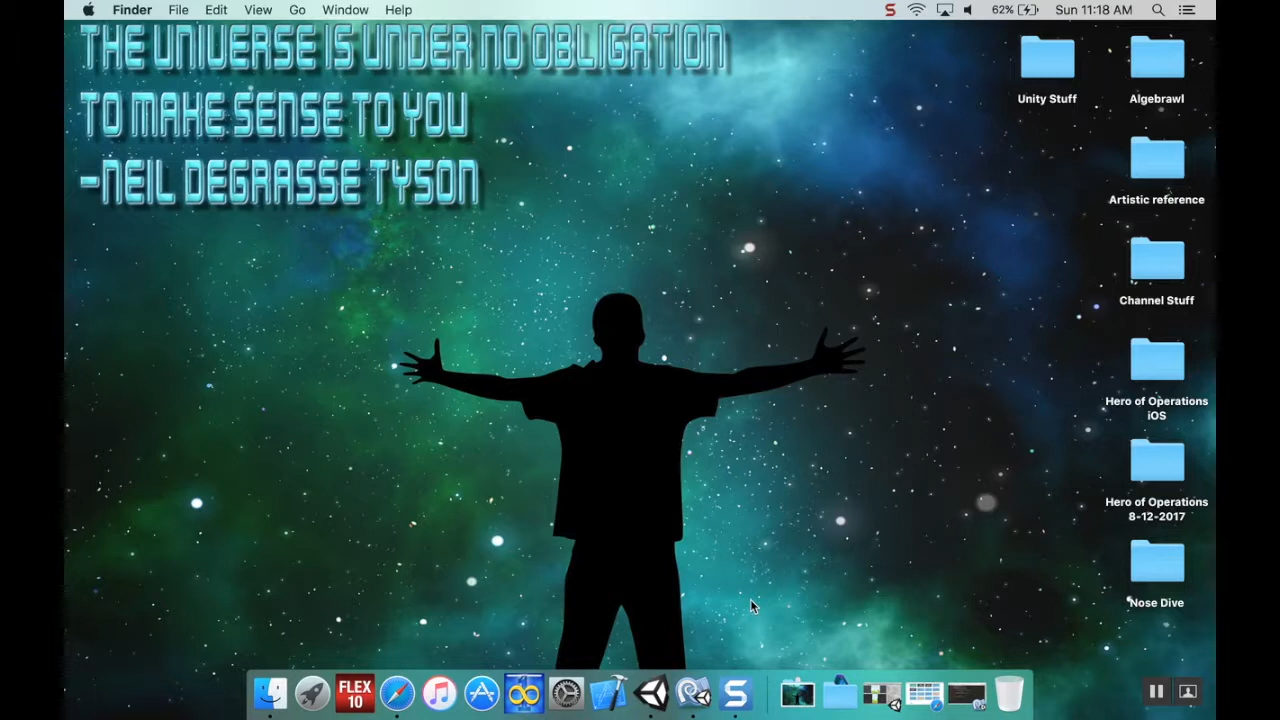 Finder File Edit View Go Window Help 62% Sun 11:18 AM
THE UNIVERSE IS UNDER NO OBLIGATION
TO MAKE SENSE TO YOU
-NEIL DEGRASSE TYSON
Unity Stuff
Algebrawl
Artistic reference
Channel Stuff
Hero of Operations
iOS
Hero of Operations
8-12-2017
Nose Dive
FLEX
10